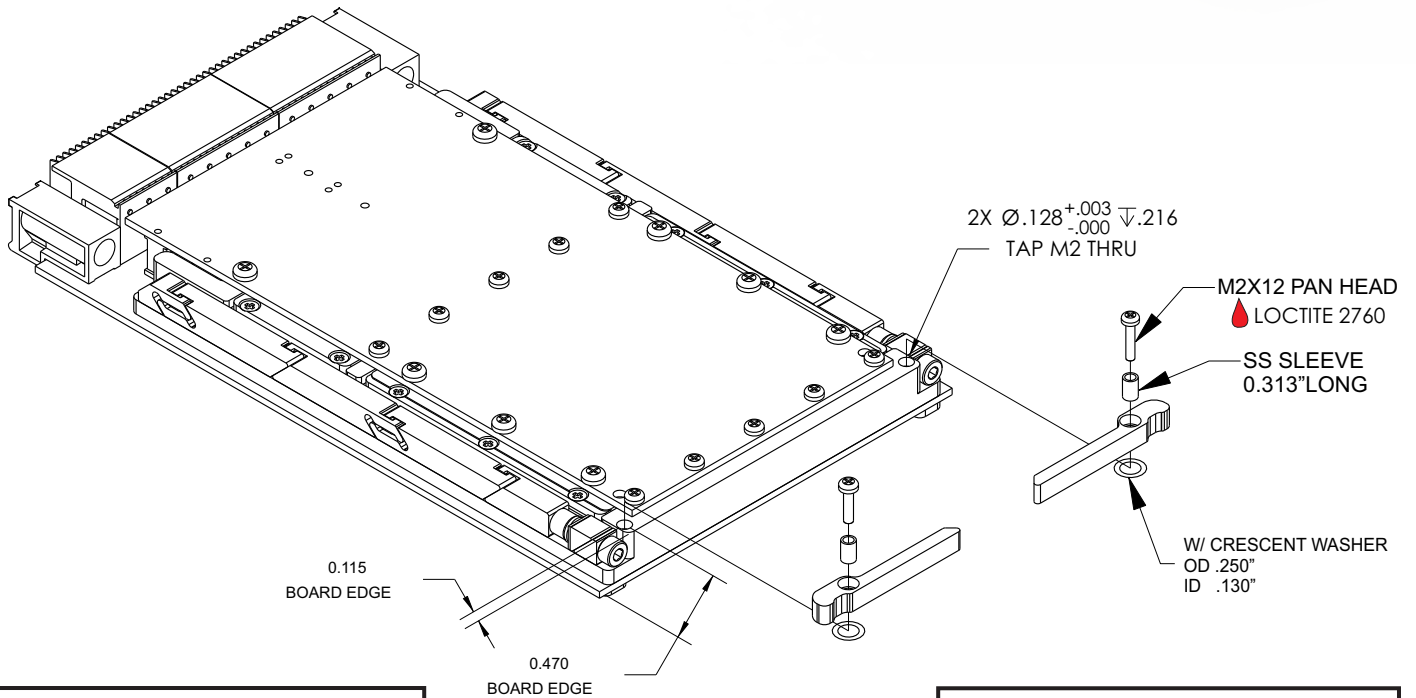 2X Ø.128 +.003 -.000 ↧.216
TAP M2 THRU
M2X12 PAN HEAD
LOCTITE 2760
SS SLEEVE
0.313”LONG
W/ CRESCENT WASHER
OD .250”
ID .130”
0.115
BOARD EDGE
0.470
BOARD EDGE